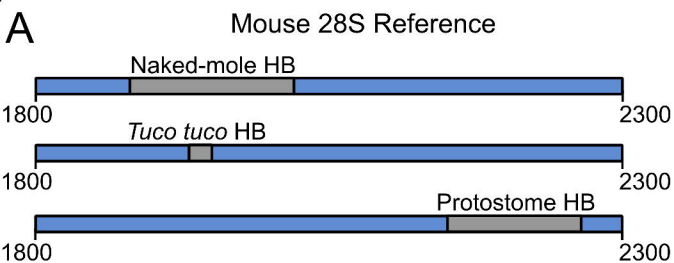 A
Mouse 28S Reference
Naked-mole HB
1800 2300
Tuco tuco HB
1800 2300
Protostome HB
1800 2300